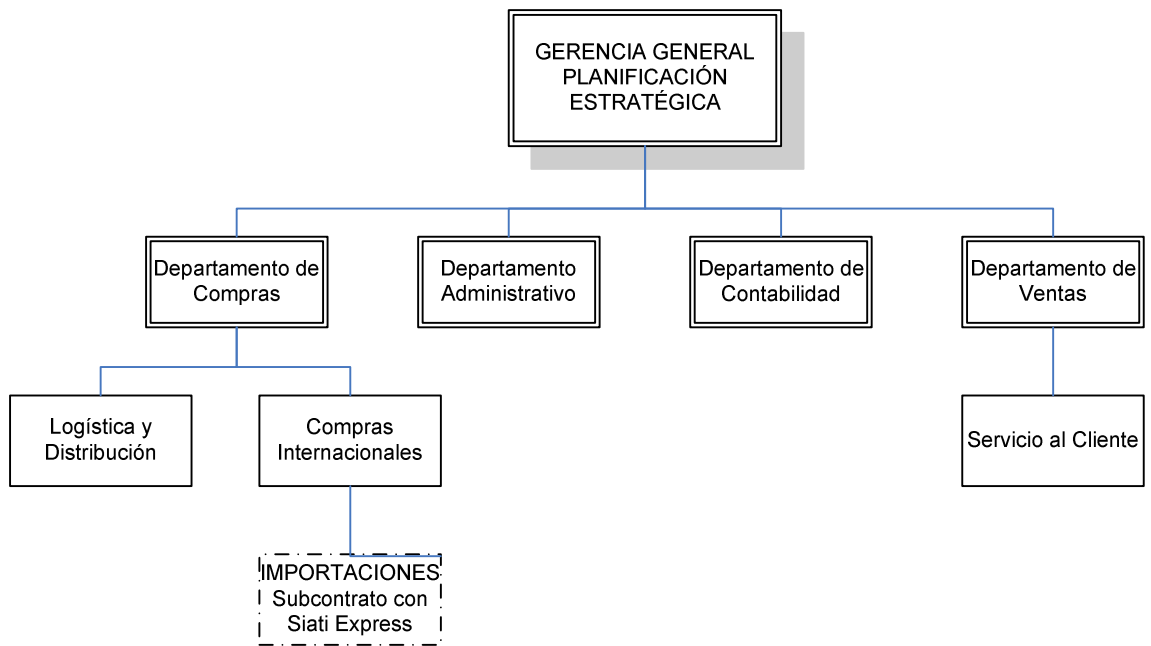 GERENCIA GENERAL
PLANIFICACIÓN
ESTRATÉGICA
Departamento de
Compras
Departamento
Administrativo
Departamento de
Contabilidad
Departamento de
Ventas
Logística y
Distribución
Compras
Internacionales
Servicio al Cliente
IMPORTACIONES
Subcontrato con
Siati Express